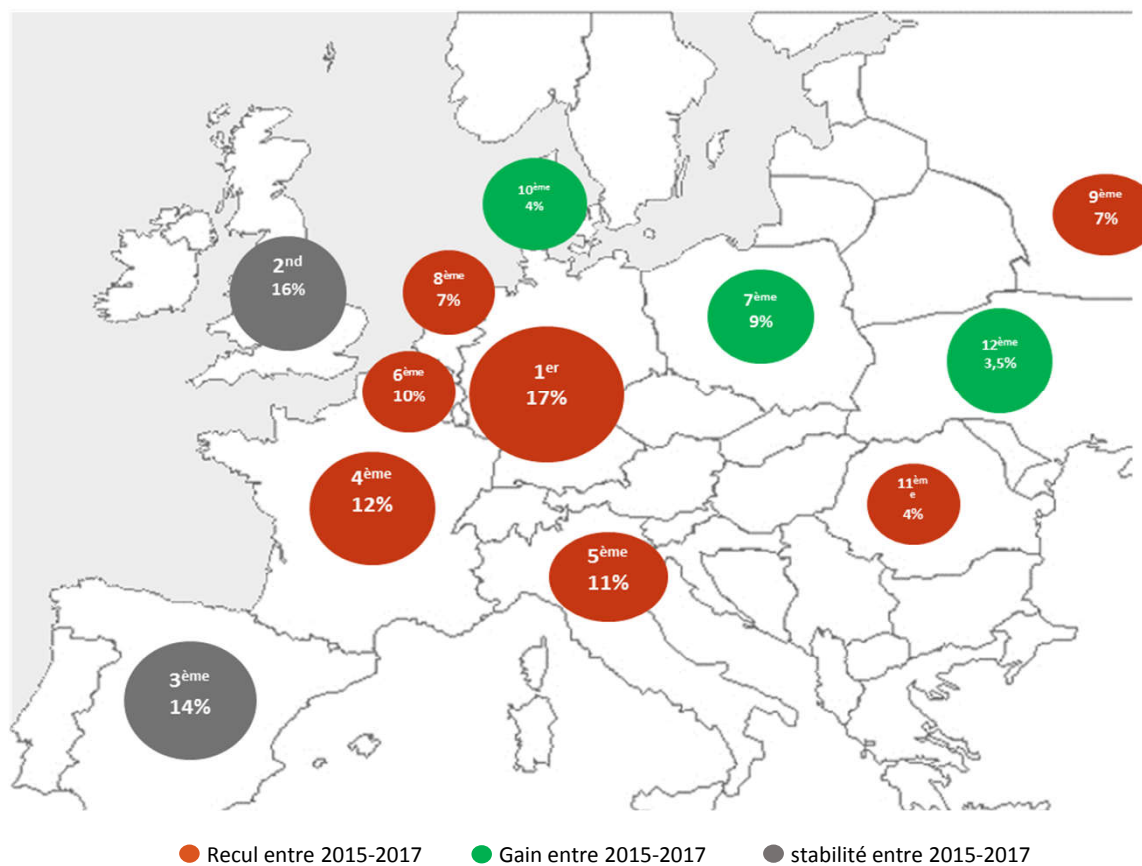 10ème
4%
9ème
7%
2nd
16%
8ème
7%
7ème
9%
12ème
3,5%
6ème
10%
1er
17%
4ème
12%
11èm
e
4%
5ème
11%
3ème
14%
Recul entre 2015-2017
Gain entre 2015-2017
stabilité entre 2015-2017